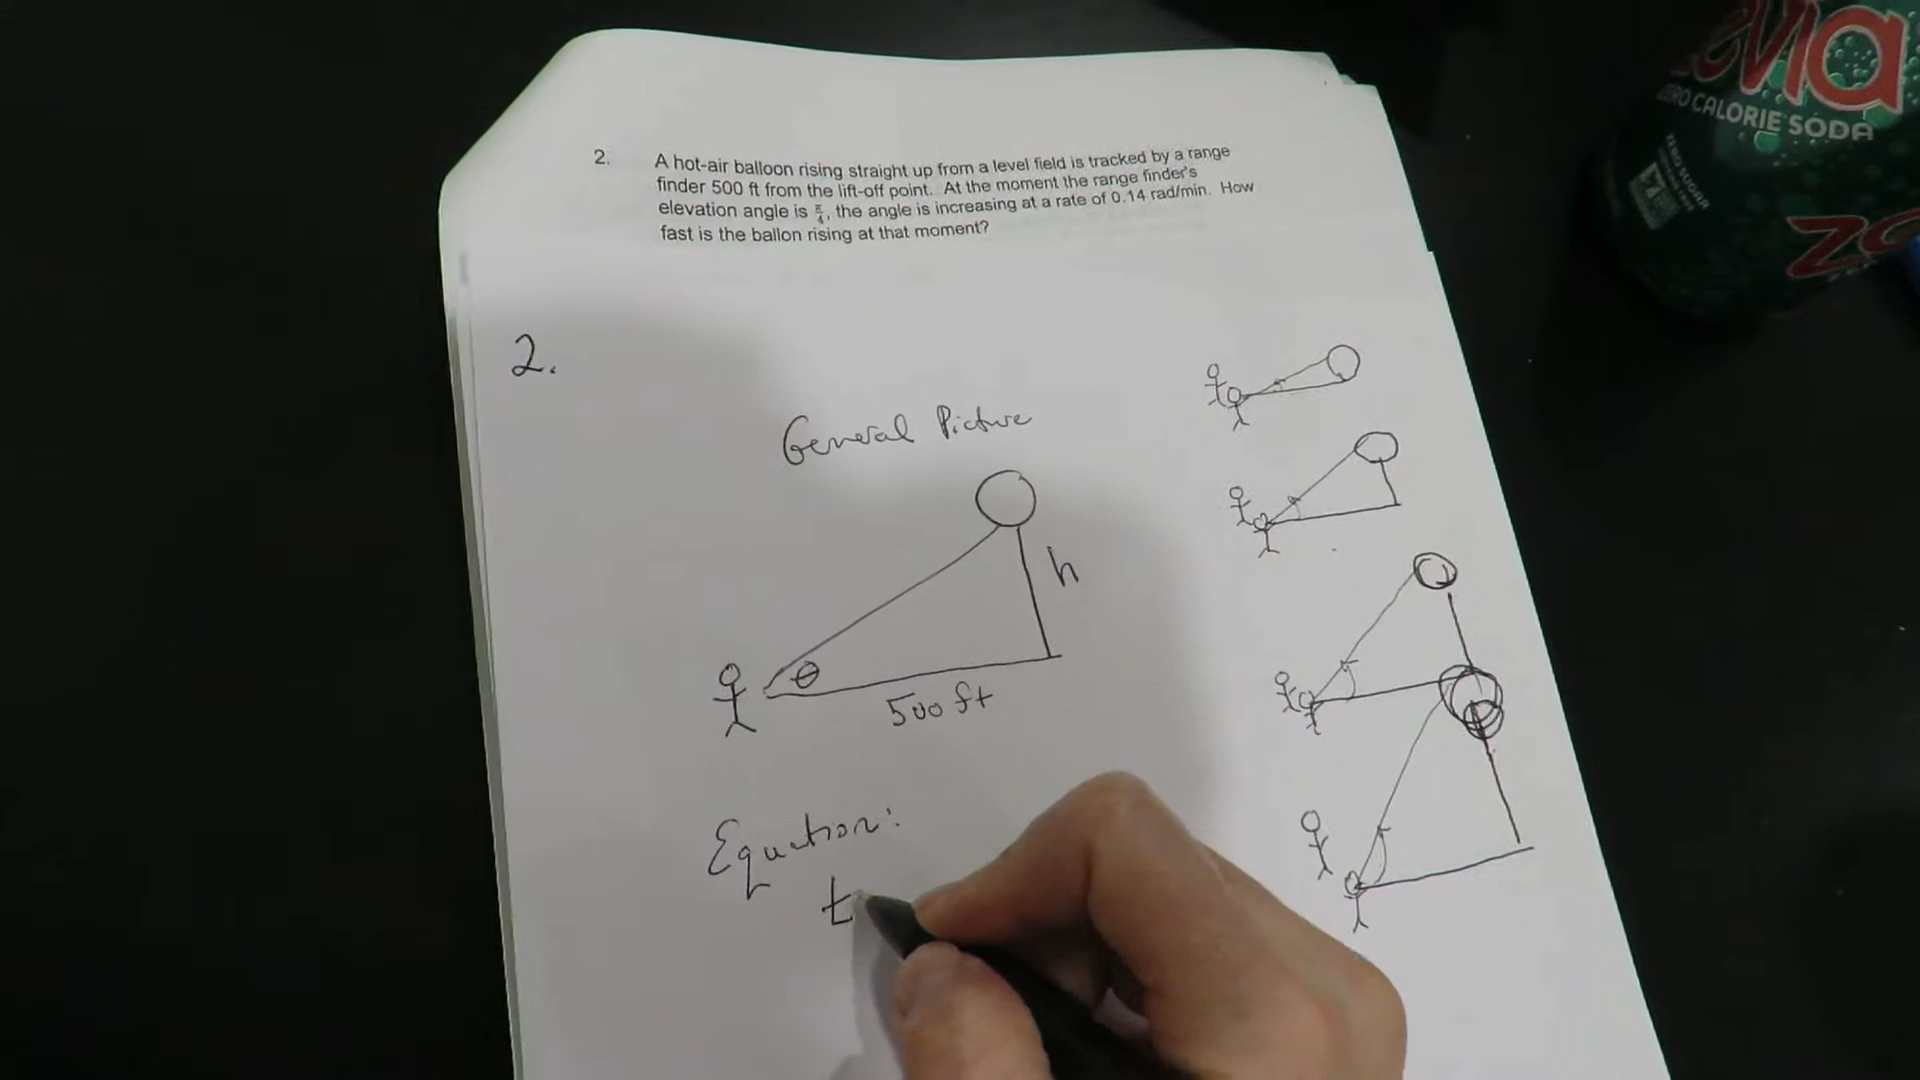 2. A hot-air balloon rising straight up from a level field is tracked by a range
finder 500 ft from the lift-off point. At the moment the range finder's
elevation angle is π/4, the angle is increasing at a rate of 0.14 rad/min. How
fast is the ballon rising at that moment?
2.
General Picture
h
θ
500 ft
Equation:
t
ZERO CALORIE SODA
ZERO SUGAR